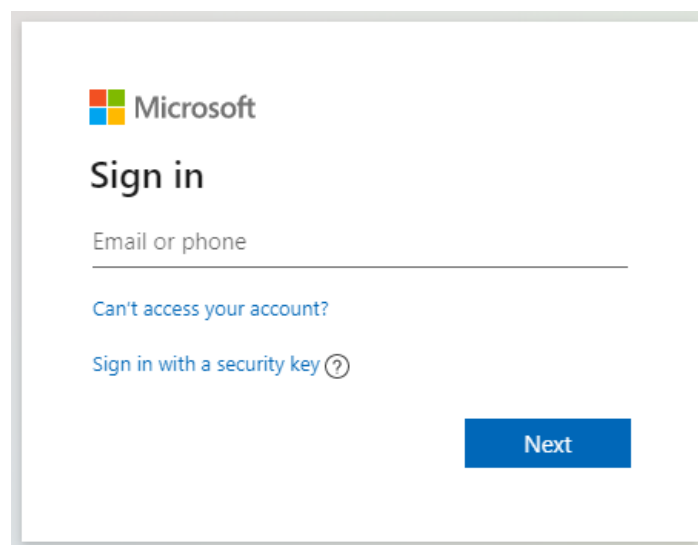 Microsoft
Sign in
Email or phone
Can't access your account?
Sign in with a security key ?
Next